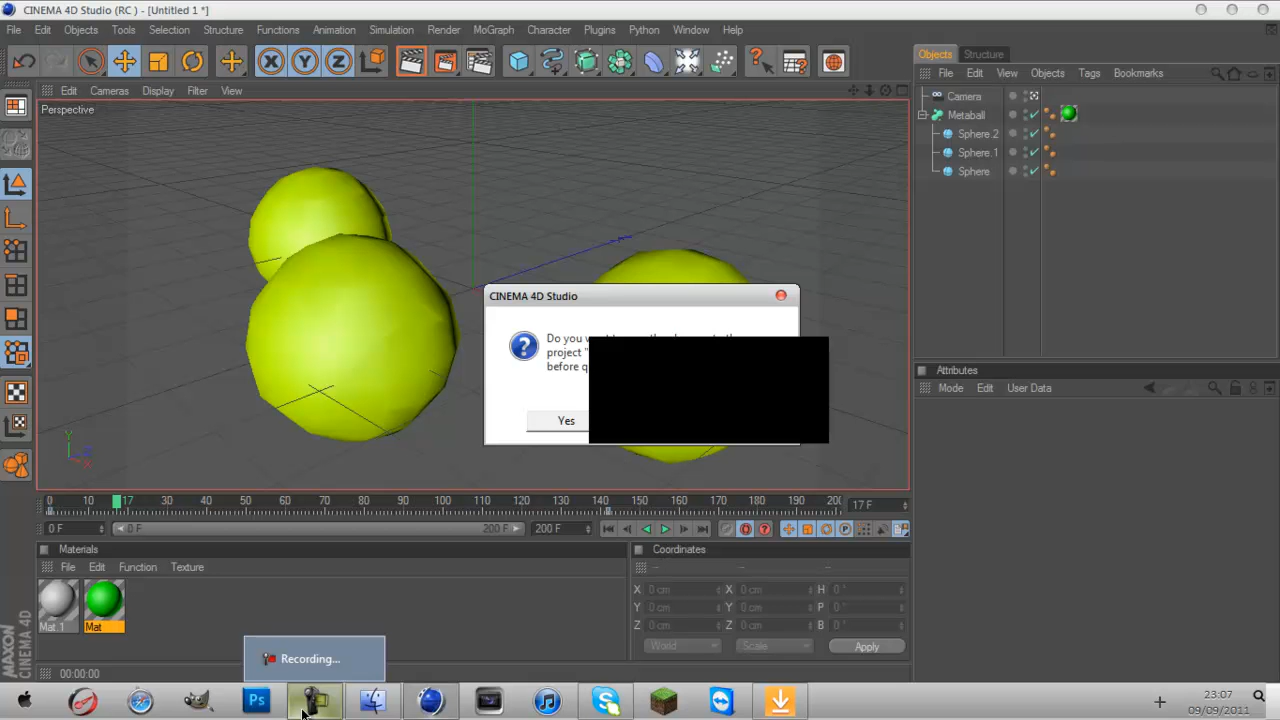 CINEMA 4D Studio (RC ) - [Untitled 1 *]
File Edit Objects Tools Selection Structure Functions Animation Simulation Render MoGraph Character Plugins Python Window Help
X Y Z
Objects Structure
File Edit View Objects Tags Bookmarks
Edit Cameras Display Filter View
Perspective
Camera
Metaball
Sphere.2
Sphere.1
Sphere
CINEMA 4D Studio
Do you
project "
before q
Yes
Attributes
Mode Edit User Data
Y
Z
X
0 10 17 30 40 50 60 70 80 90 100 110 120 130 140 150 160 170 180 190 200
17 F
0 F 0 F 200 F 200 F
Materials
File Edit Function Texture
Mat.1 Mat
Coordinates
-- -- --
X 0 cm X 0 cm H 0 °
Y 0 cm Y 0 cm P 0 °
Z 0 cm Z 0 cm B 0 °
World Scale Apply
MAXON
CINEMA 4D
00:00:00
Recording...
Ps
23:07
09/09/2011